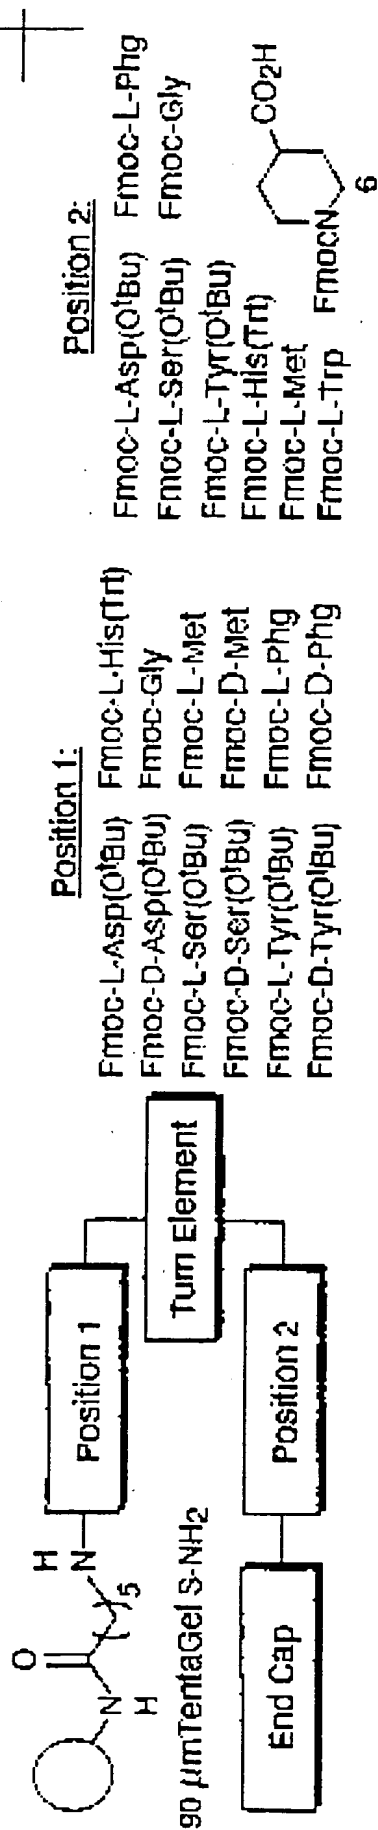 O
H
N
N
H
5
90 μmTentaGel S-NH2
Position 1
Turn Element
Position 2
End Cap
Position 1:
Fmoc-L-Asp(OtBu) Fmoc-L-His(Trt)
Fmoc-D-Asp(OtBu) Fmoc-Gly
Fmoc-L-Ser(OtBu) Fmoc-L-Met
Fmoc-D-Ser(OtBu) Fmoc-D-Met
Fmoc-L-Tyr(OtBu) Fmoc-L-Phg
Fmoc-D-Tyr(OtBu) Fmoc-D-Phg
Position 2:
Fmoc-L-Asp(OtBu) Fmoc-L-Phg
Fmoc-L-Ser(OtBu) Fmoc-Gly
Fmoc-L-Tyr(OtBu)
Fmoc-L-His(Trt)
Fmoc-L-Met
Fmoc-L-Trp
CO2H
FmocN
6